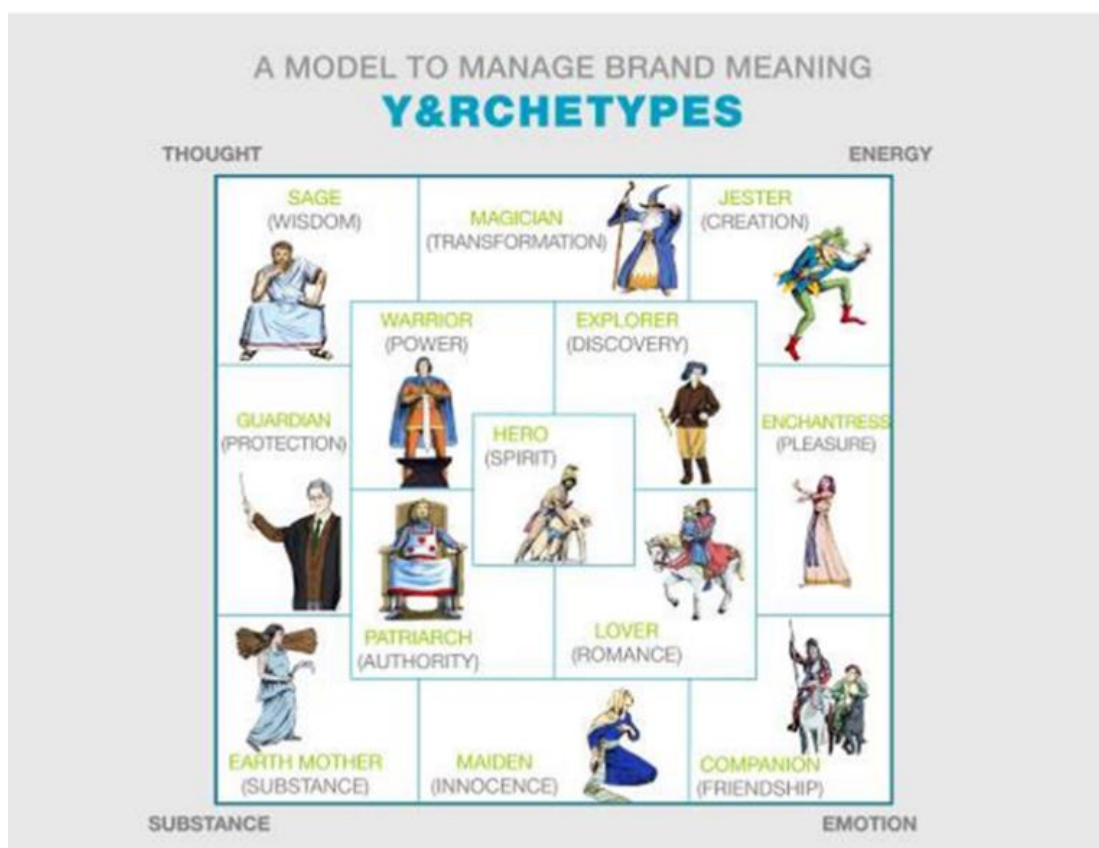 A MODEL TO MANAGE BRAND MEANING
Y&RCHETYPES
THOUGHT
ENERGY
SAGE
(WISDOM)
MAGICIAN
(TRANSFORMATION)
JESTER
(CREATION)
WARRIOR
(POWER)
EXPLORER
(DISCOVERY)
GUARDIAN
(PROTECTION)
HERO
(SPIRIT)
ENCHANTRESS
(PLEASURE)
PATRIARCH
(AUTHORITY)
LOVER
(ROMANCE)
EARTH MOTHER
(SUBSTANCE)
MAIDEN
(INNOCENCE)
COMPANION
(FRIENDSHIP)
SUBSTANCE
EMOTION